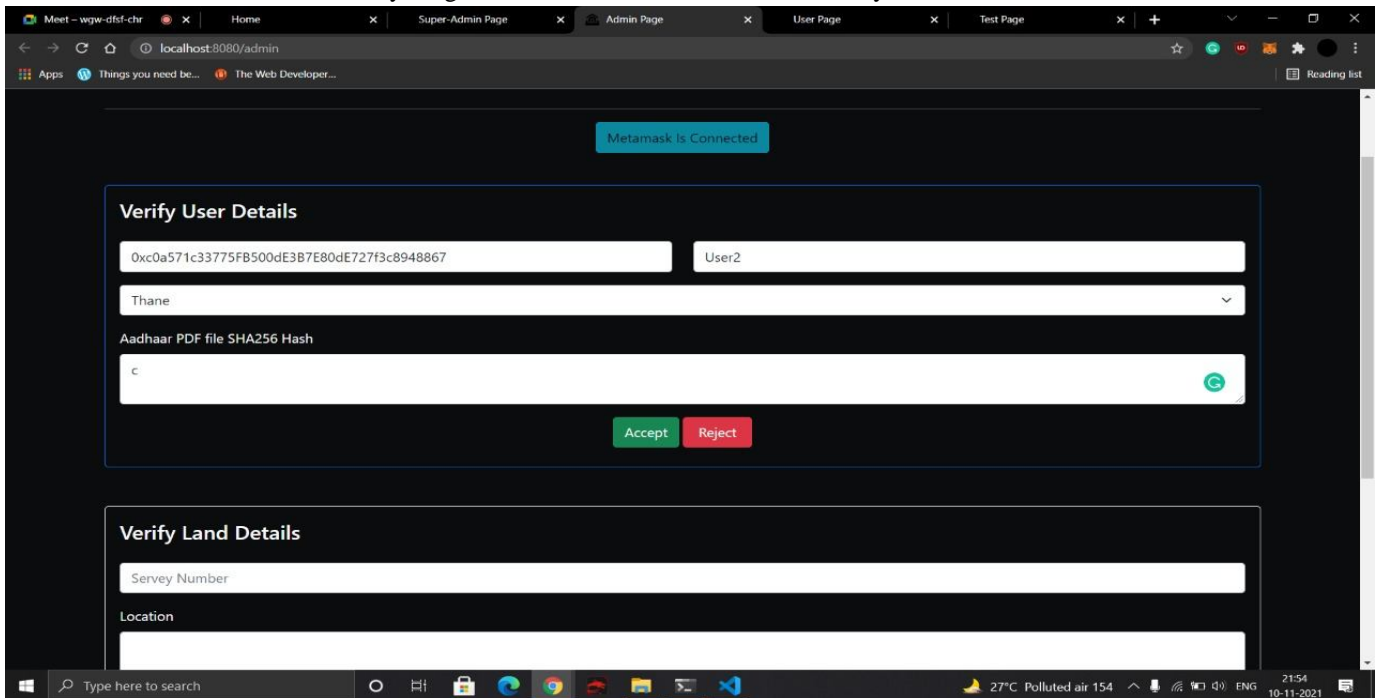 Meet – wgw-dfsf-chr Home Super-Admin Page Admin Page User Page Test Page
localhost:8080/admin
Apps Things you need be... The Web Developer... Reading list
Metamask Is Connected
Verify User Details
0xc0a571c33775FB500dE3B7E80dE727f3c8948867 User2
Thane
Aadhaar PDF file SHA256 Hash
c
Accept Reject
Verify Land Details
Servey Number
Location
Type here to search 27°C Polluted air 154 ENG 21:54
10-11-2021